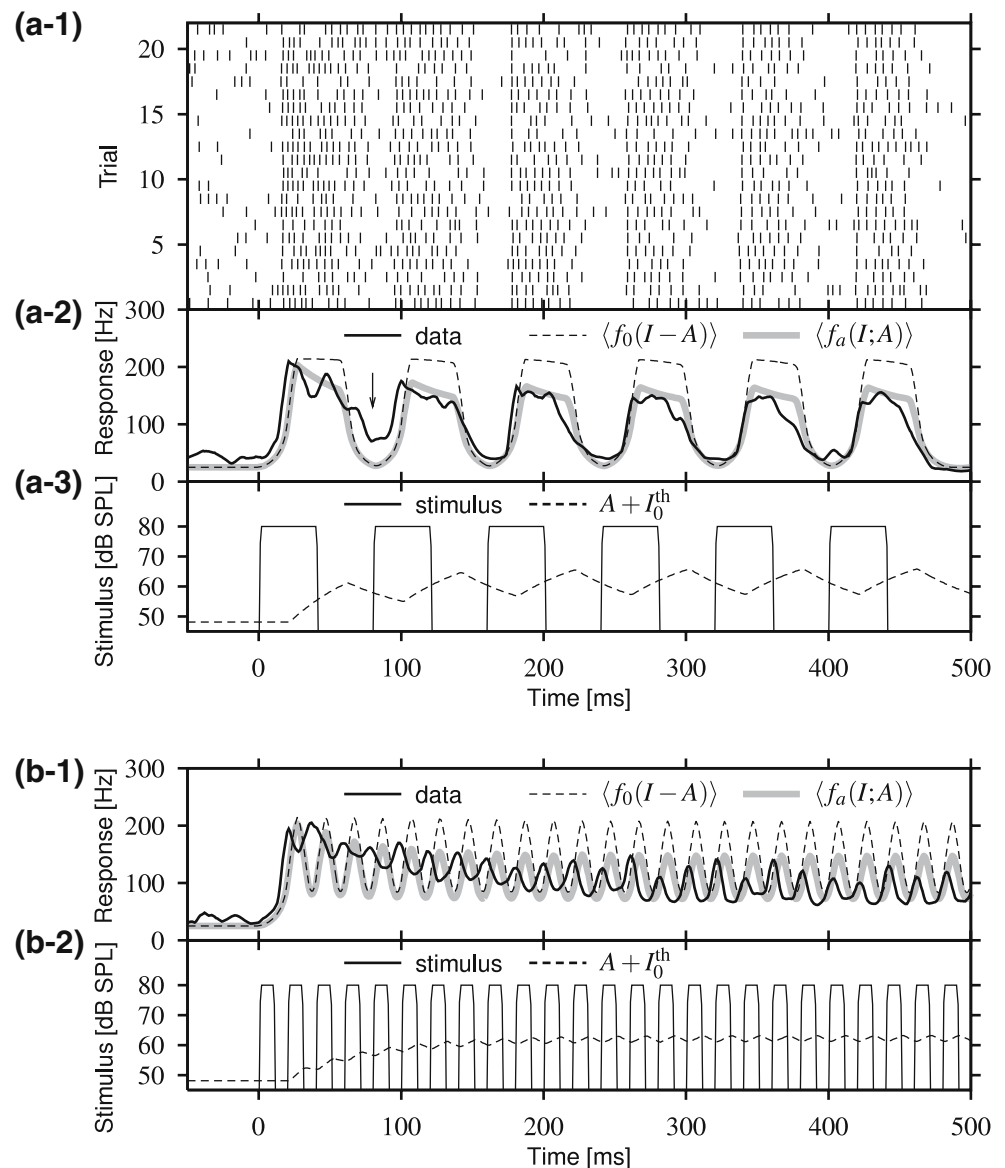 (a-1)
20
15
10
5
Trial
(a-2)
300
200
100
0
Response [Hz]
data
⟨f₀(I − A)⟩
⟨fₐ(I; A)⟩
(a-3)
80
70
60
50
Stimulus [dB SPL]
stimulus
A + I₀ᵗʰ
0 100 200 300 400 500
Time [ms]
(b-1)
300
200
100
0
Response [Hz]
data
⟨f₀(I − A)⟩
⟨fₐ(I; A)⟩
(b-2)
80
70
60
50
Stimulus [dB SPL]
stimulus
A + I₀ᵗʰ
0 100 200 300 400 500
Time [ms]